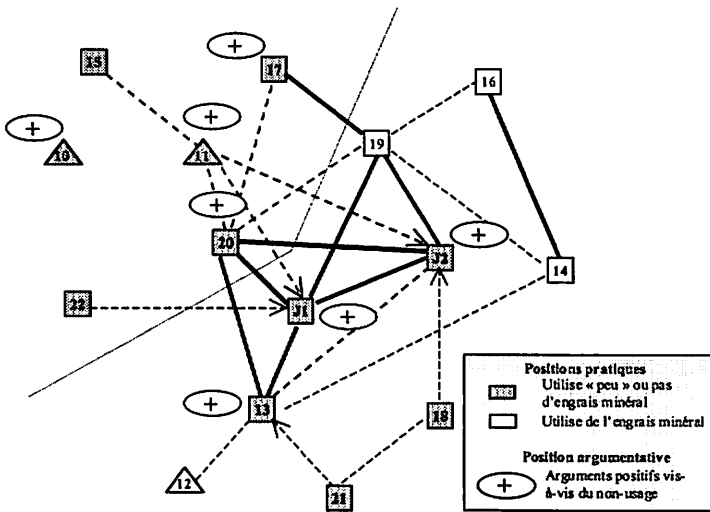 15
17
16
10
11
19
20
J2
14
22
J1
13
18
12
21
Positions pratiques
Utilise « peu » ou pas
d'engrais minéral
Utilise de l'engrais minéral
Position argumentative
Arguments positifs vis-
à-vis du non-usage
+
+
+
+
+
+
+
+